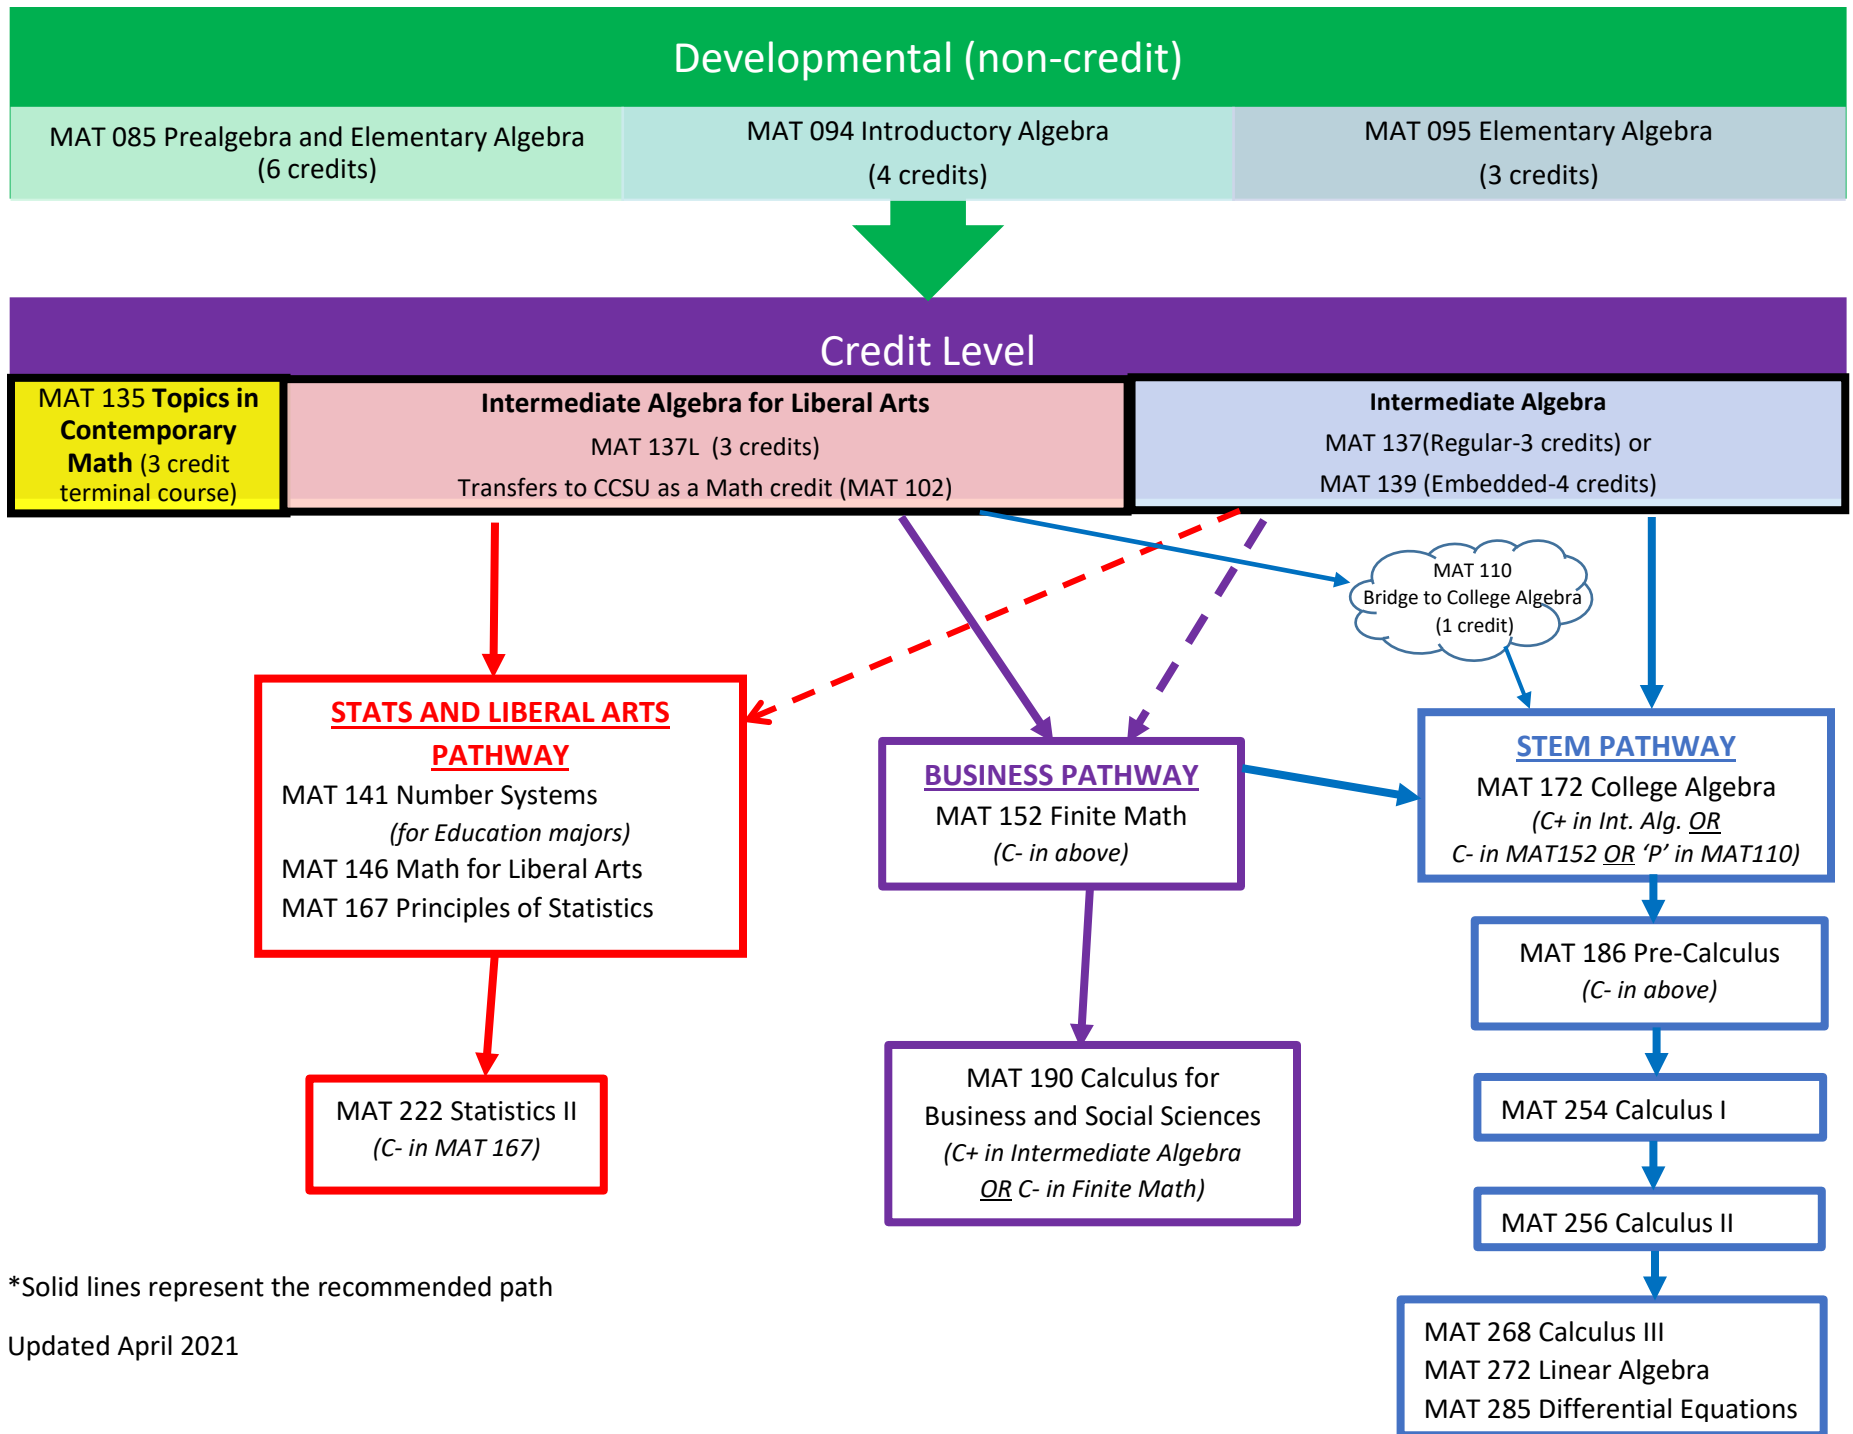 Developmental (non-credit)
MAT 085 Prealgebra and Elementary Algebra
(6 credits)
MAT 094 Introductory Algebra
(4 credits)
MAT 095 Elementary Algebra
(3 credits)
Credit Level
MAT 135 Topics in
Contemporary
Math (3 credit
terminal course)
Intermediate Algebra for Liberal Arts
MAT 137L (3 credits)
Transfers to CCSU as a Math credit (MAT 102)
Intermediate Algebra
MAT 137(Regular-3 credits) or
MAT 139 (Embedded-4 credits)
MAT 110
Bridge to College Algebra
(1 credit)
STATS AND LIBERAL ARTS
PATHWAY
MAT 141 Number Systems
(for Education majors)
MAT 146 Math for Liberal Arts
MAT 167 Principles of Statistics
BUSINESS PATHWAY
MAT 152 Finite Math
(C- in above)
STEM PATHWAY
MAT 172 College Algebra
(C+ in Int. Alg. OR
C- in MAT152 OR ‘P’ in MAT110)
MAT 186 Pre-Calculus
(C- in above)
MAT 222 Statistics II
(C- in MAT 167)
MAT 190 Calculus for
Business and Social Sciences
(C+ in Intermediate Algebra
OR C- in Finite Math)
MAT 254 Calculus I
MAT 256 Calculus II
MAT 268 Calculus III
MAT 272 Linear Algebra
MAT 285 Differential Equations
*Solid lines represent the recommended path
Updated April 2021